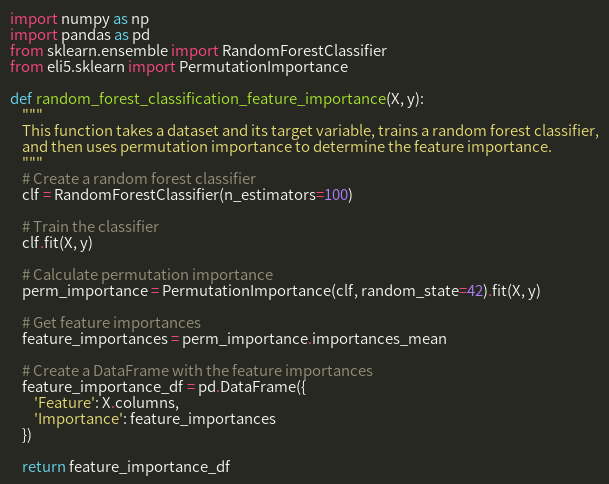 import numpy as np
import pandas as pd
from sklearn.ensemble import RandomForestClassifier
from eli5.sklearn import PermutationImportance

def random_forest_classification_feature_importance(X, y):
    """
    This function takes a dataset and its target variable, trains a random forest classifier,
    and then uses permutation importance to determine the feature importance.
    """
    # Create a random forest classifier
    clf = RandomForestClassifier(n_estimators=100)

    # Train the classifier
    clf.fit(X, y)

    # Calculate permutation importance
    perm_importance = PermutationImportance(clf, random_state=42).fit(X, y)

    # Get feature importances
    feature_importances = perm_importance.importances_mean

    # Create a DataFrame with the feature importances
    feature_importance_df = pd.DataFrame({
        'Feature': X.columns,
        'Importance': feature_importances
    })

    return feature_importance_df